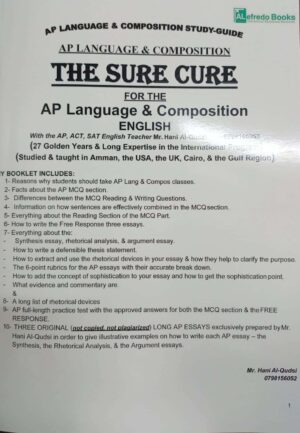 ALefredo Books
AP LANGUAGE & COMPOSITION STUDY-GUIDE
AP LANGUAGE & COMPOSITION
THE SURE CURE
FOR THE
AP Language & Composition
ENGLISH
With the AP, ACT, SAT English Teacher Mr. Hani Al-Qudsi 0798156052
(27 Golden Years & Long Expertise in the International
(Studied & taught in Amman, the USA, the UK, Cairo, & the Gulf Region)
Y BOOKLET INCLUDES:
1- Reasons why students should take AP Lang & Compos classes.
2- Facts about the AP MCQ section.
3- Differences between the MCQ Reading & Writing Questions.
4- Information on how sentences are effectively combined in the MCQ section.
5- Everything about the Reading Section of the MCQ Part.
6- How to write the Free Response three essays.
7- Everything about the:
- Synthesis essay, rhetorical analysis, & argument essay.
- How to write a defensible thesis statement.
- How to extract and use the rhetorical devices in your essay & how they help to clarify the purpose.
- The 6-point rubrics for the AP essays with their accurate break down.
- How to add the concept of sophistication to your essay and how to get the sophistication point.
- What evidence and commentary are.
&
8- A long list of rhetorical devices
9- AP full-length practice test with the approved answers for both the MCQ section & the FREE
RESPONSE.
10- THREE ORIGINAL (not copied, not plagiarized) LONG AP ESSAYS exclusively prepared by Mr.
Hani Al-Qudsi in order to give illustrative examples on how to write each AP essay – the
Synthesis, the Rhetorical Analysis, & the Argument essays.
Mr. Hani Al-Qudsi
0798156052
1